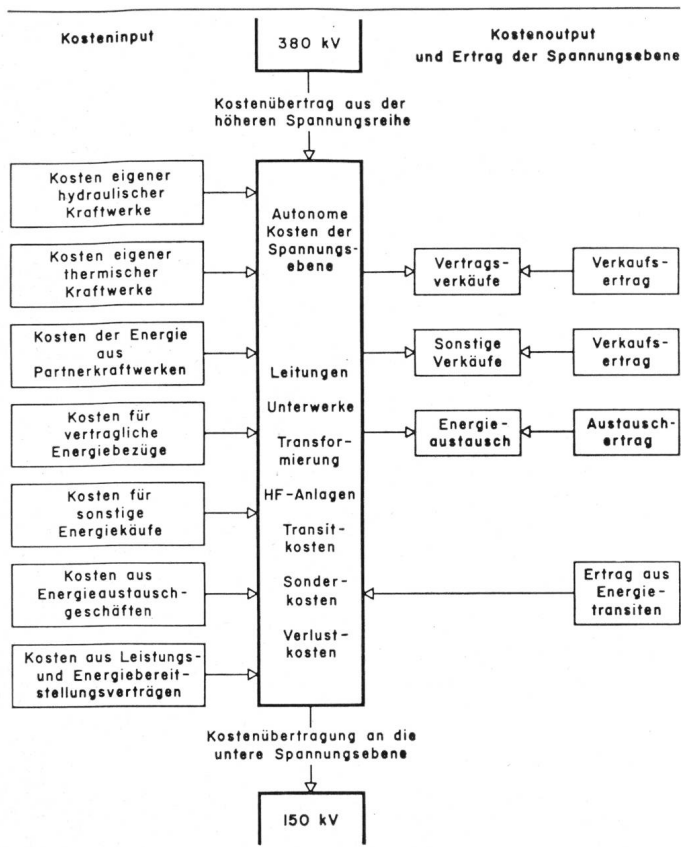 Kosteninput
380 kV
Kostenoutput
und Ertrag der Spannungsebene
Kostenübertrag aus der
höheren Spannungsreihe
Kosten eigener
hydraulischer
Kraftwerke
Kosten eigener
thermischer
Kraftwerke
Kosten der Energie
aus
Partnerkraftwerken
Kosten für
vertragliche
Energiebezüge
Kosten für
sonstige
Energiekäufe
Kosten aus
Energieaustausch-
geschäften
Kosten aus Leistungs-
und Energiebereit-
stellungsverträgen
Autonome
Kosten der
Spannungs-
ebene
Leitungen
Unterwerke
Transfor-
mierung
HF-Anlagen
Transit-
kosten
Sonder-
kosten
Verlust-
kosten
Vertrags-
verkäufe
Verkaufs-
ertrag
Sonstige
Verkäufe
Verkaufs-
ertrag
Energie-
austausch
Austausch-
ertrag
Ertrag aus
Energie-
transiten
Kostenübertragung an die
untere Spannungsebene
150 kV